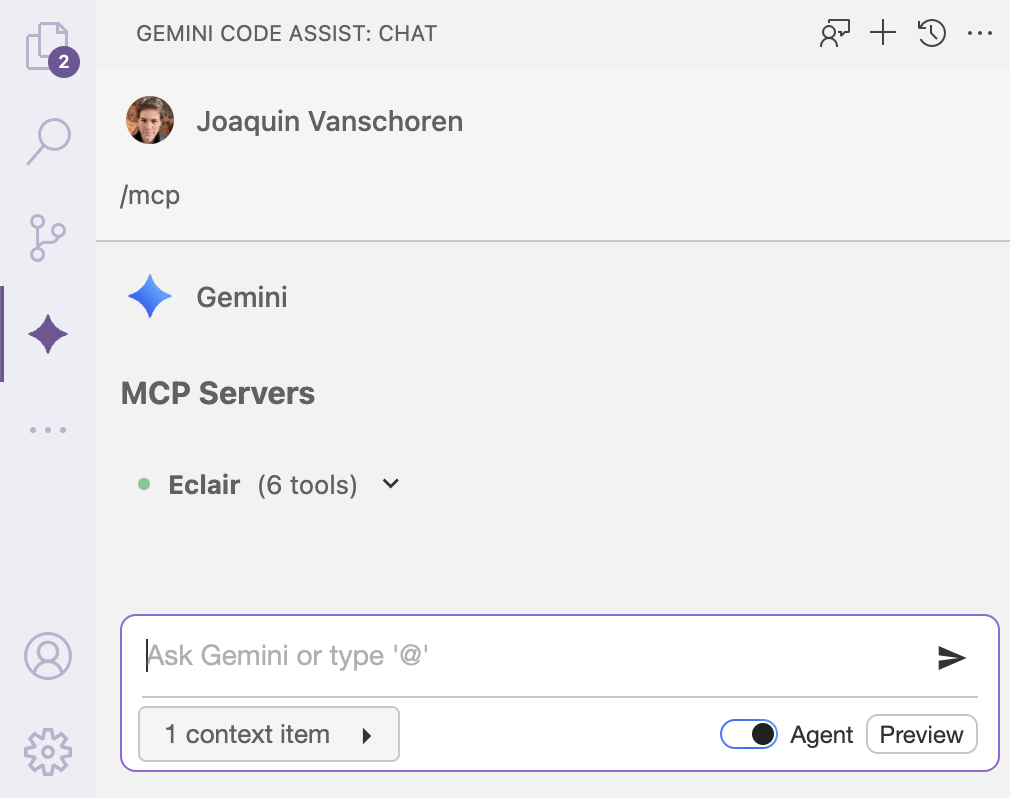 GEMINI CODE ASSIST: CHAT
2
Joaquin Vanschoren
/mcp
Gemini
MCP Servers
Eclair (6 tools)
Ask Gemini or type '@'
1 context item
Agent Preview